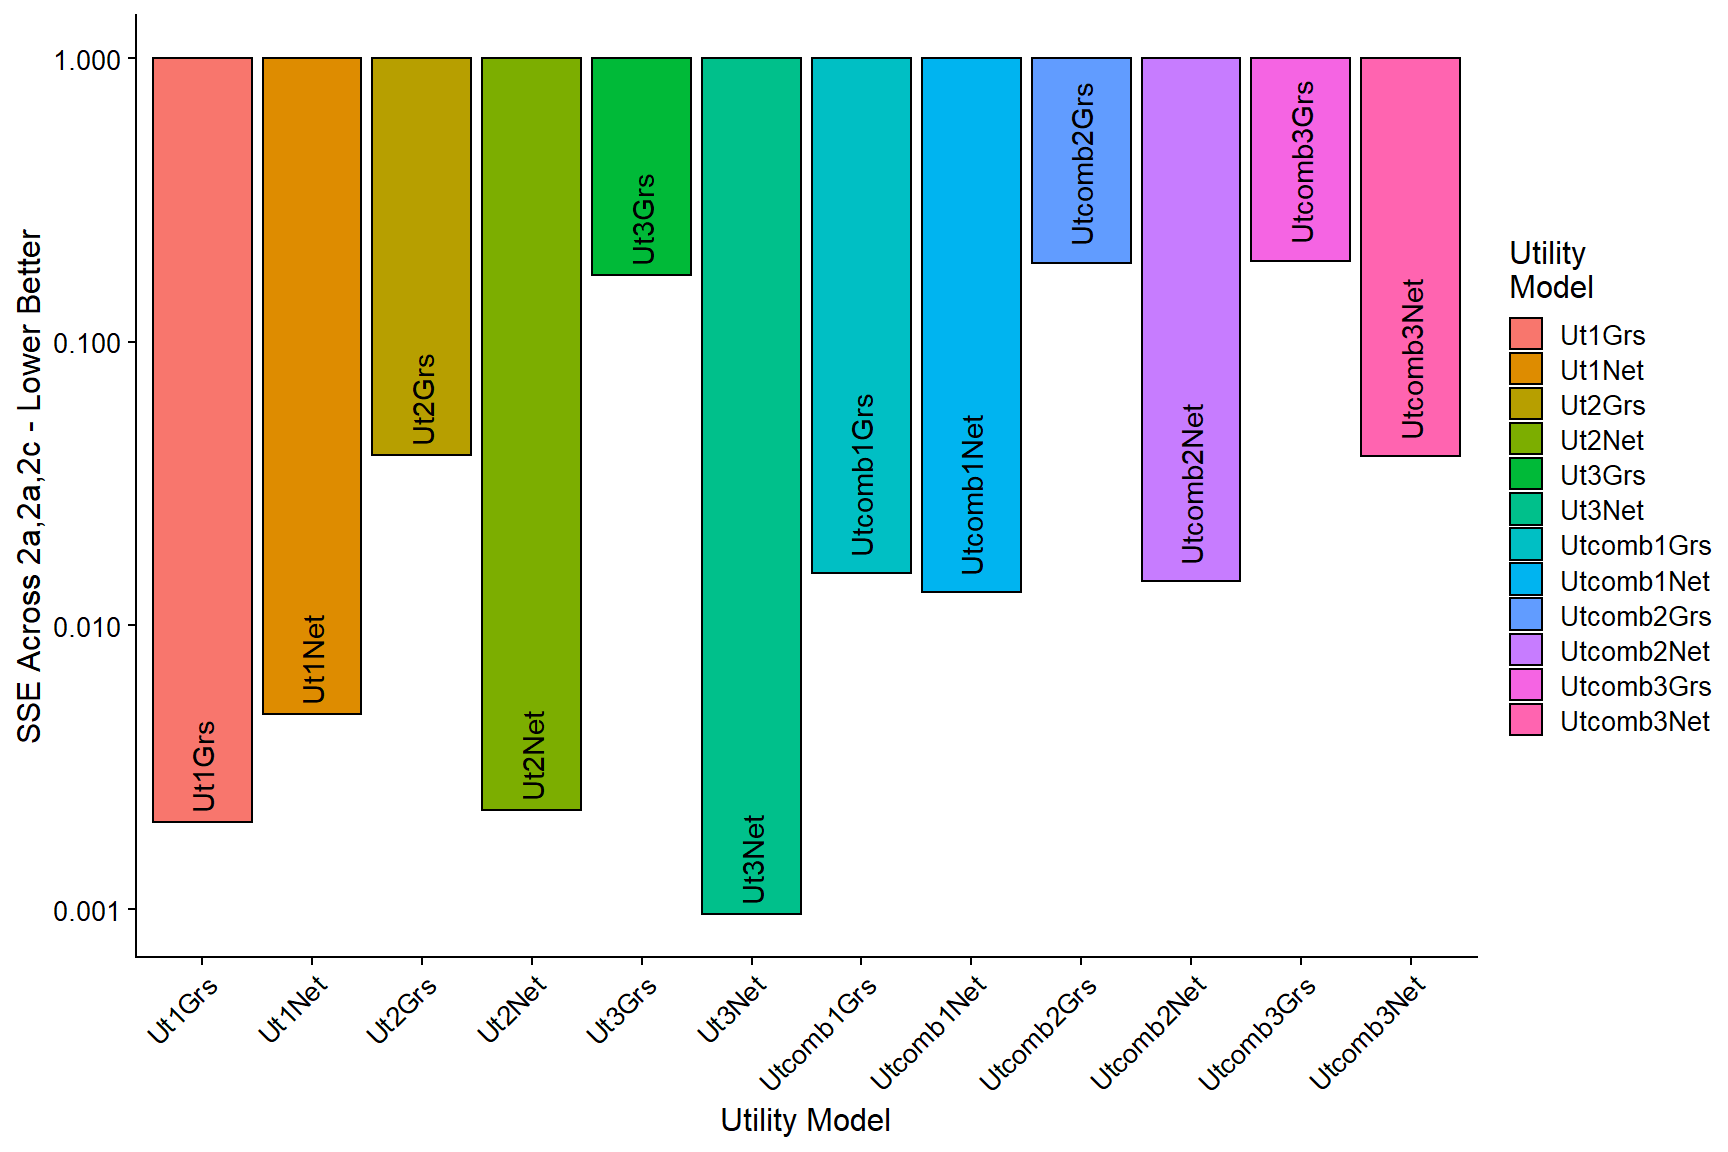 SSE Across 2a,2a,2c - Lower Better
1.000
0.100
0.010
0.001
Ut1Grs
Ut1Net
Ut2Grs
Ut2Net
Ut3Grs
Ut3Net
Utcomb1Grs
Utcomb1Net
Utcomb2Grs
Utcomb2Net
Utcomb3Grs
Utcomb3Net
Ut1Grs
Ut1Net
Ut2Grs
Ut2Net
Ut3Grs
Ut3Net
Utcomb1Grs
Utcomb1Net
Utcomb2Grs
Utcomb2Net
Utcomb3Grs
Utcomb3Net
Utility Model
Utility
Model
Ut1Grs
Ut1Net
Ut2Grs
Ut2Net
Ut3Grs
Ut3Net
Utcomb1Grs
Utcomb1Net
Utcomb2Grs
Utcomb2Net
Utcomb3Grs
Utcomb3Net